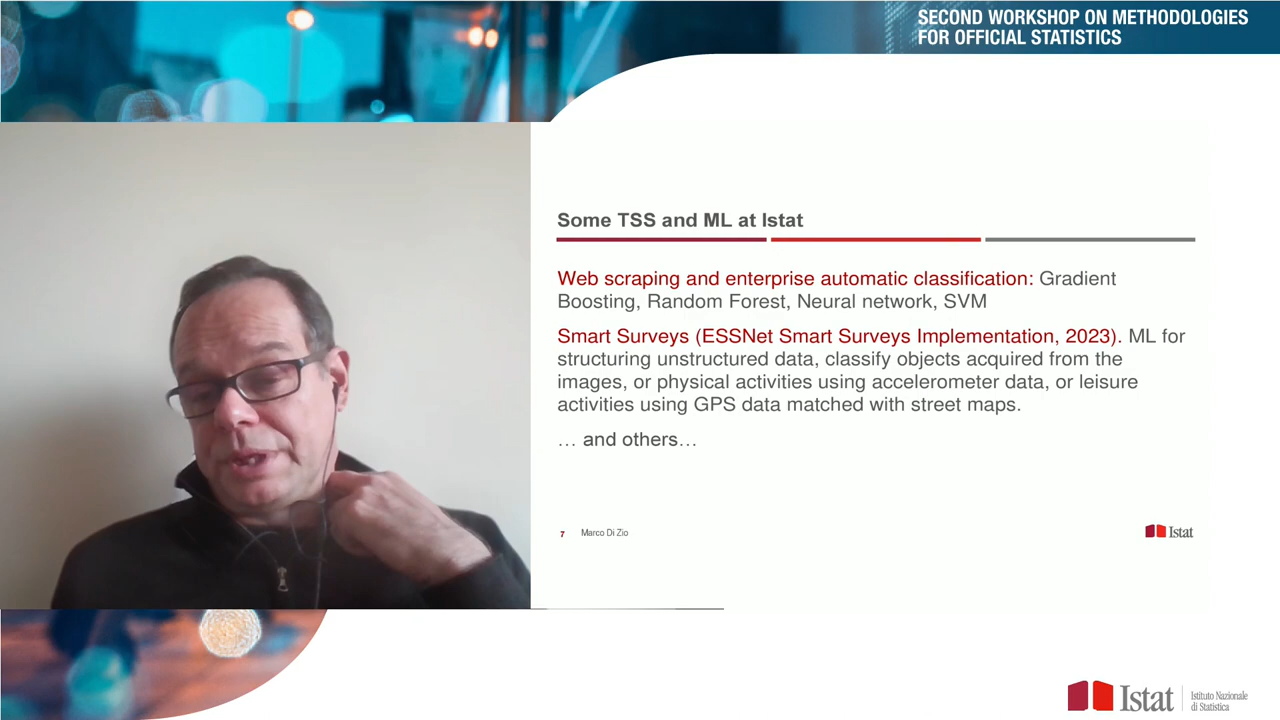 SECOND WORKSHOP ON METHODOLOGIES
FOR OFFICIAL STATISTICS
Some TSS and ML at Istat
Web scraping and enterprise automatic classification: Gradient
Boosting, Random Forest, Neural network, SVM
Smart Surveys (ESSNet Smart Surveys Implementation, 2023). ML for
structuring unstructured data, classify objects acquired from the
images, or physical activities using accelerometer data, or leisure
activities using GPS data matched with street maps.
… and others…
7 Marco Di Zio
Istat
Istat
Istituto Nazionale
di Statistica